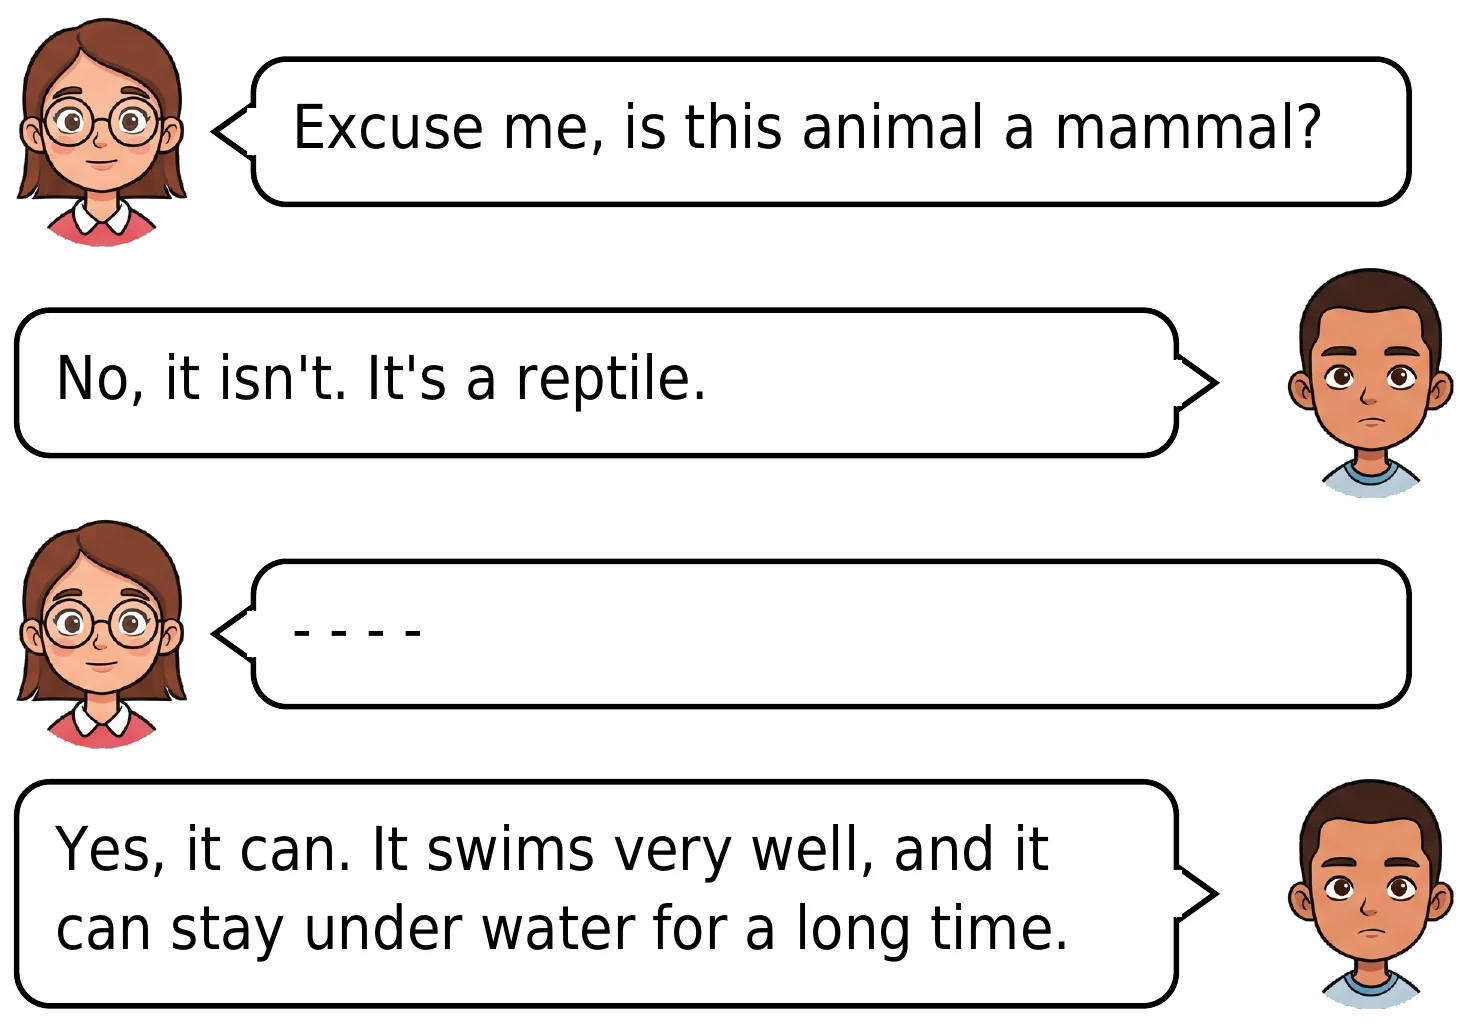 Excuse me, is this animal a mammal?
No, it isn't. It's a reptile.
- - - -
Yes, it can. It swims very well, and it
can stay under water for a long time.